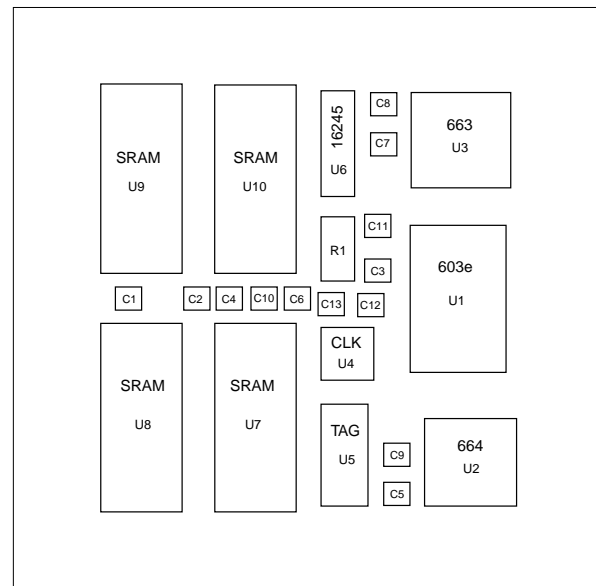 SRAM
U9
SRAM
U10
16245
U6
C8
C7
663
U3
R1
C11
C3
603e
U1
C1
C2
C4
C10
C6
C13
C12
CLK
U4
SRAM
U8
SRAM
U7
TAG
U5
C9
C5
664
U2